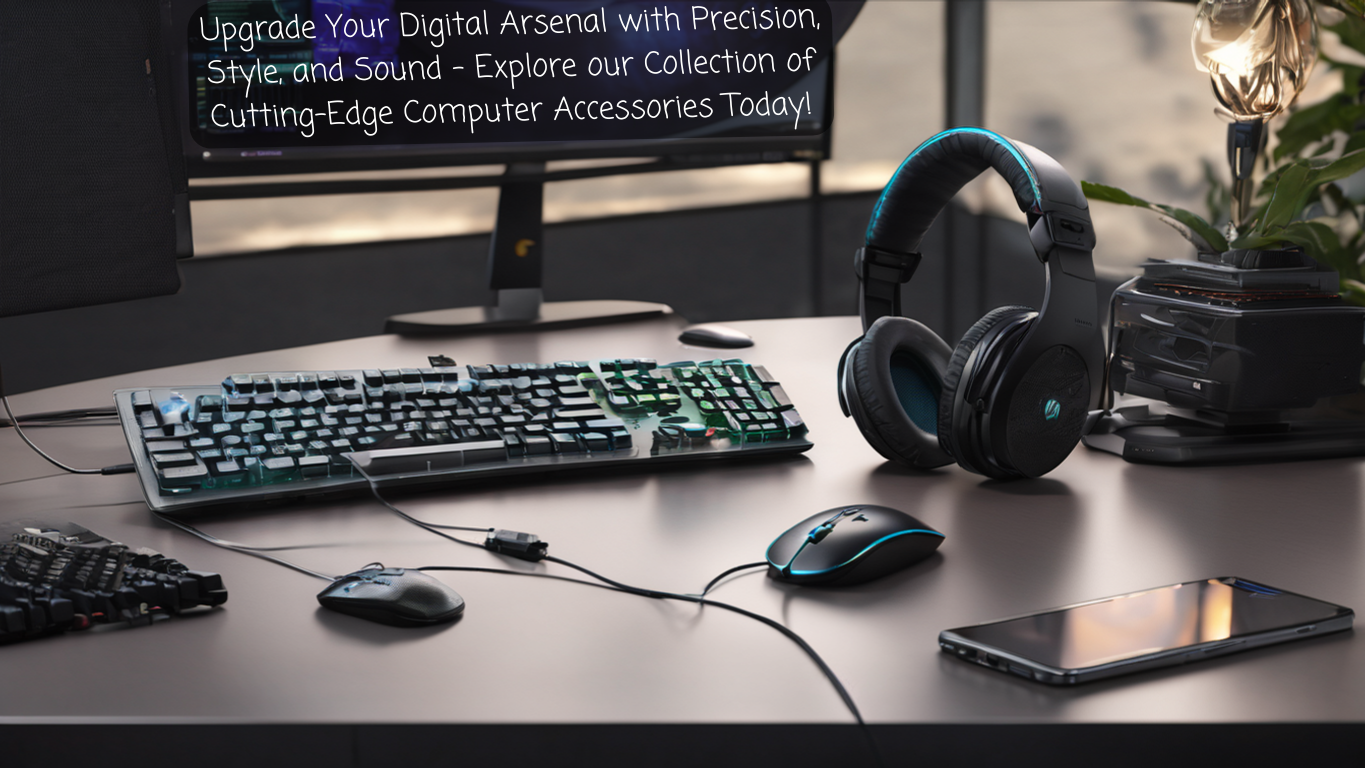 Upgrade Your Digital Arsenal with Precision,
Style, and Sound - Explore our Collection of
Cutting-Edge Computer Accessories Today!